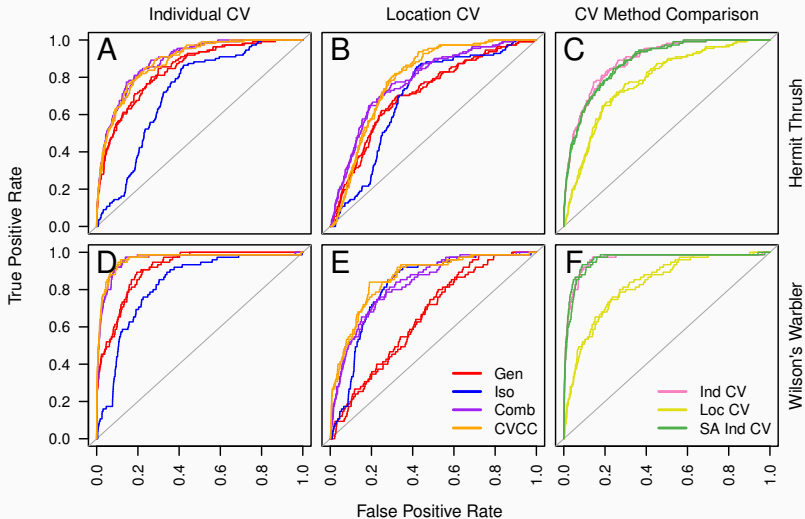 Individual CV
Location CV
CV Method Comparison
A
B
C
1.0
0.8
0.6
0.4
0.2
0.0
Hermit Thrush
True Positive Rate
D
E
F
1.0
0.8
0.6
0.4
0.2
0.0
Wilson's Warbler
Gen
Iso
Comb
CVCC
Ind CV
Loc CV
SA Ind CV
0.0 0.2 0.4 0.6 0.8 1.0
0.0 0.2 0.4 0.6 0.8 1.0
0.0 0.2 0.4 0.6 0.8 1.0
False Positive Rate